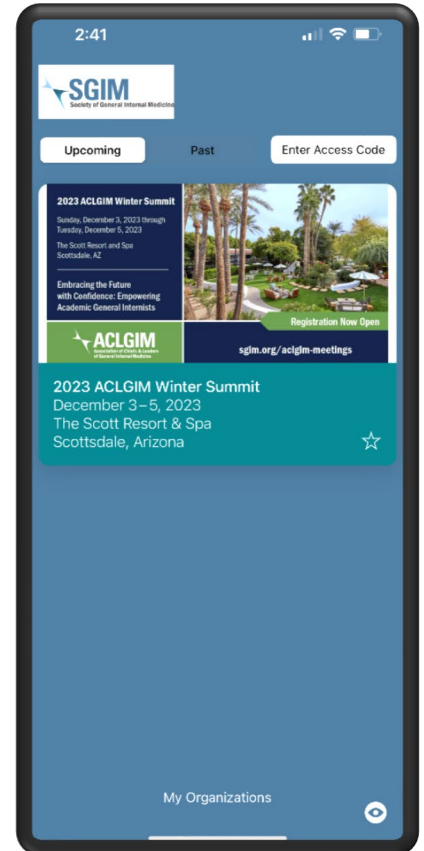 2:41
SGIM
Society of General Internal Medicine
Upcoming
Past
Enter Access Code
2023 ACLGIM Winter Summit
Sunday, December 3, 2023 through
Tuesday, December 5, 2023
The Scott Resort and Spa
Scottsdale, AZ
Embracing the Future
with Confidence: Empowering
Academic General Internists
Registration Now Open
ACLGIM
Association of Chiefs & Leaders
of General Internal Medicine
sgim.org/aclgim-meetings
2023 ACLGIM Winter Summit
December 3–5, 2023
The Scott Resort & Spa
Scottsdale, Arizona
My Organizations